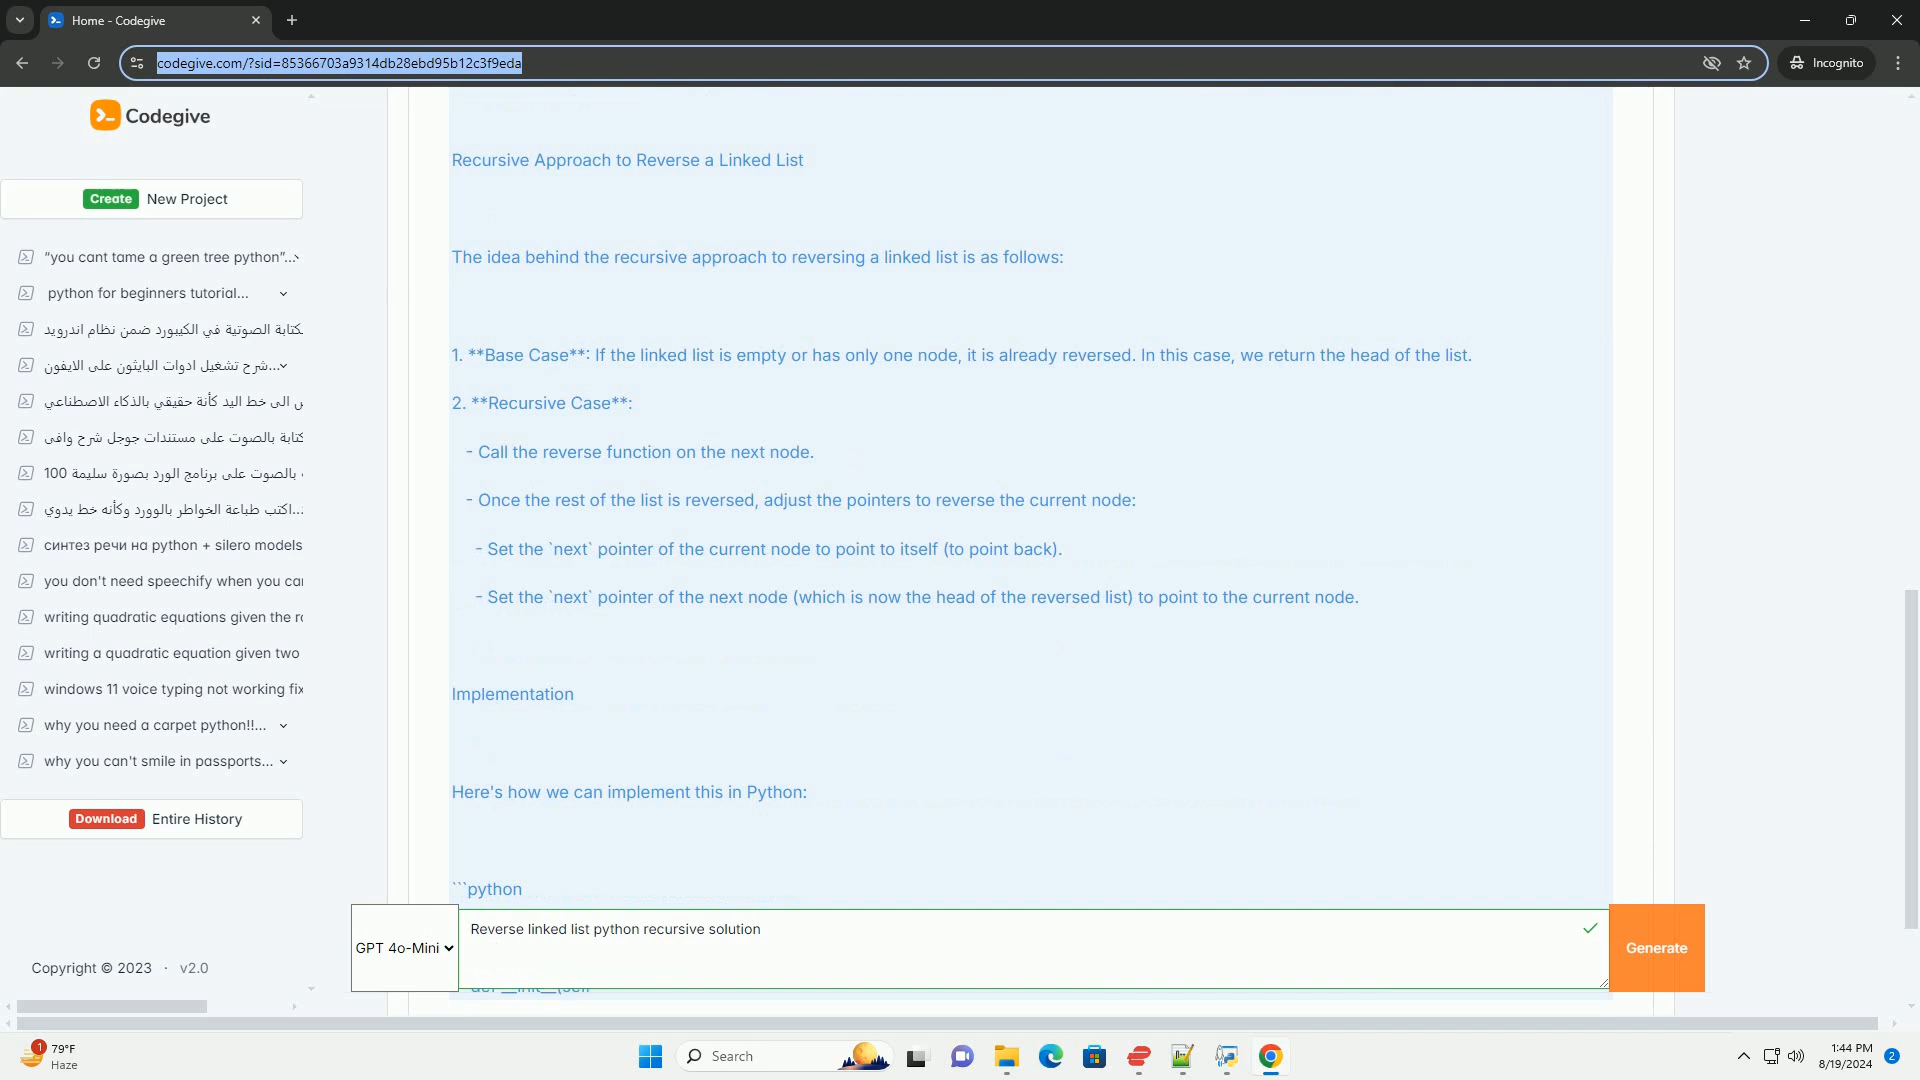 Home - Codegive
codegive.com/?sid=85366703a9314db28ebd95b12c3f9eda
Incognito
Codegive
Create New Project
"you cant tame a green tree python"...
python for beginners tutorial...
لكتابة الصوتية في الكيبورد ضمن نظام اندرويد
شرح تشغيل ادوات البايثون على الايفون...
ص الى خط اليد كأنة حقيقي بالذكاء الاصطناعي
كتابة بالصوت على مستندات جوجل شرح وافى
بالصوت على برنامج الورد بصورة سليمة 100
اكتب طباعة الخواطر بالوورد وكأنه خط يدوي...
синтез речи на python + silero models
you don't need speechify when you car
writing quadratic equations given the ro
writing a quadratic equation given two
windows 11 voice typing not working fix
why you need a carpet python!!...
why you can't smile in passports...
Download Entire History
Copyright © 2023 · v2.0
Recursive Approach to Reverse a Linked List
The idea behind the recursive approach to reversing a linked list is as follows:
1. **Base Case**: If the linked list is empty or has only one node, it is already reversed. In this case, we return the head of the list.
2. **Recursive Case**:
- Call the reverse function on the next node.
- Once the rest of the list is reversed, adjust the pointers to reverse the current node:
- Set the `next` pointer of the current node to point to itself (to point back).
- Set the `next` pointer of the next node (which is now the head of the reversed list) to point to the current node.
Implementation
Here's how we can implement this in Python:
```python
GPT 4o-Mini
Reverse linked list python recursive solution
Generate
def __init__(self
1
79°F
Haze
Search
1:44 PM
8/19/2024
2